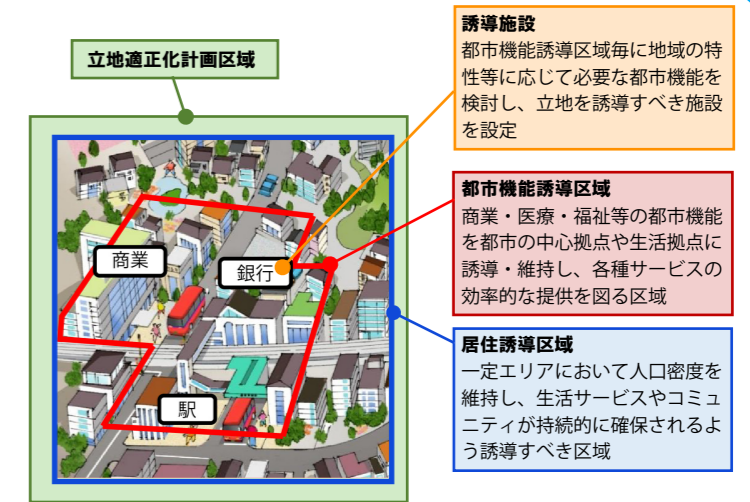 立地適正化計画区域
誘導施設
都市機能誘導区域毎に地域の特
性等に応じて必要な都市機能を
検討し、立地を誘導すべき施設
を設定
都市機能誘導区域
商業・医療・福祉等の都市機能
を都市の中心拠点や生活拠点に
誘導・維持し、各種サービスの
効率的な提供を図る区域
居住誘導区域
一定エリアにおいて人口密度を
維持し、生活サービスやコミュ
ニティが持続的に確保されるよ
う誘導すべき区域
商業
銀行
駅